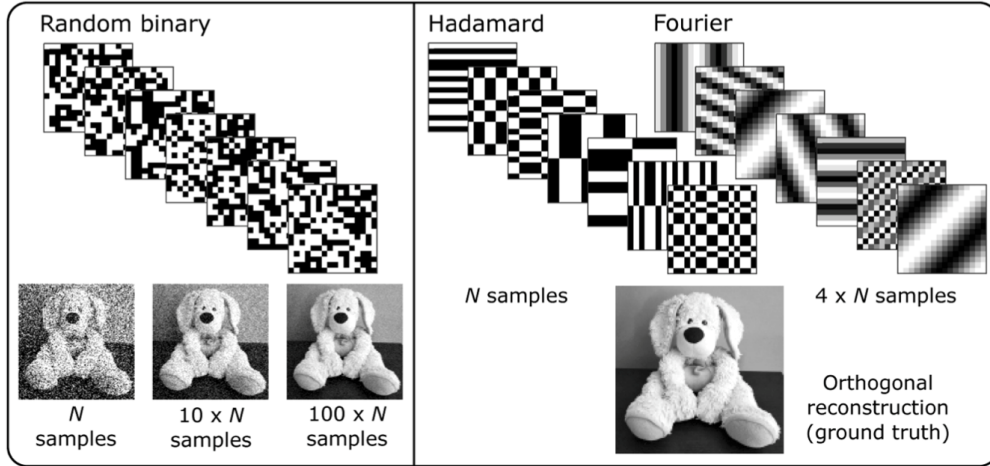 Random binary
N
samples
10 x N
samples
100 x N
samples
Hadamard
Fourier
N samples
4 x N samples
Orthogonal
reconstruction
(ground truth)